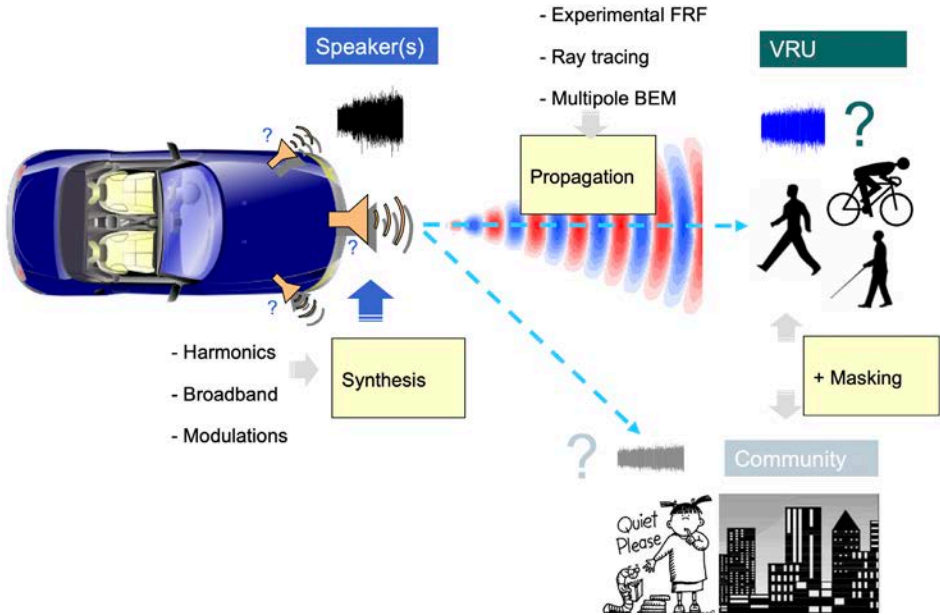 - Experimental FRF
Speaker(s)
VRU
- Ray tracing
- Multipole BEM
?
?
Propagation
?
?
- Harmonics
Synthesis
- Broadband
+ Masking
- Modulations
?
Community
Quiet
Please